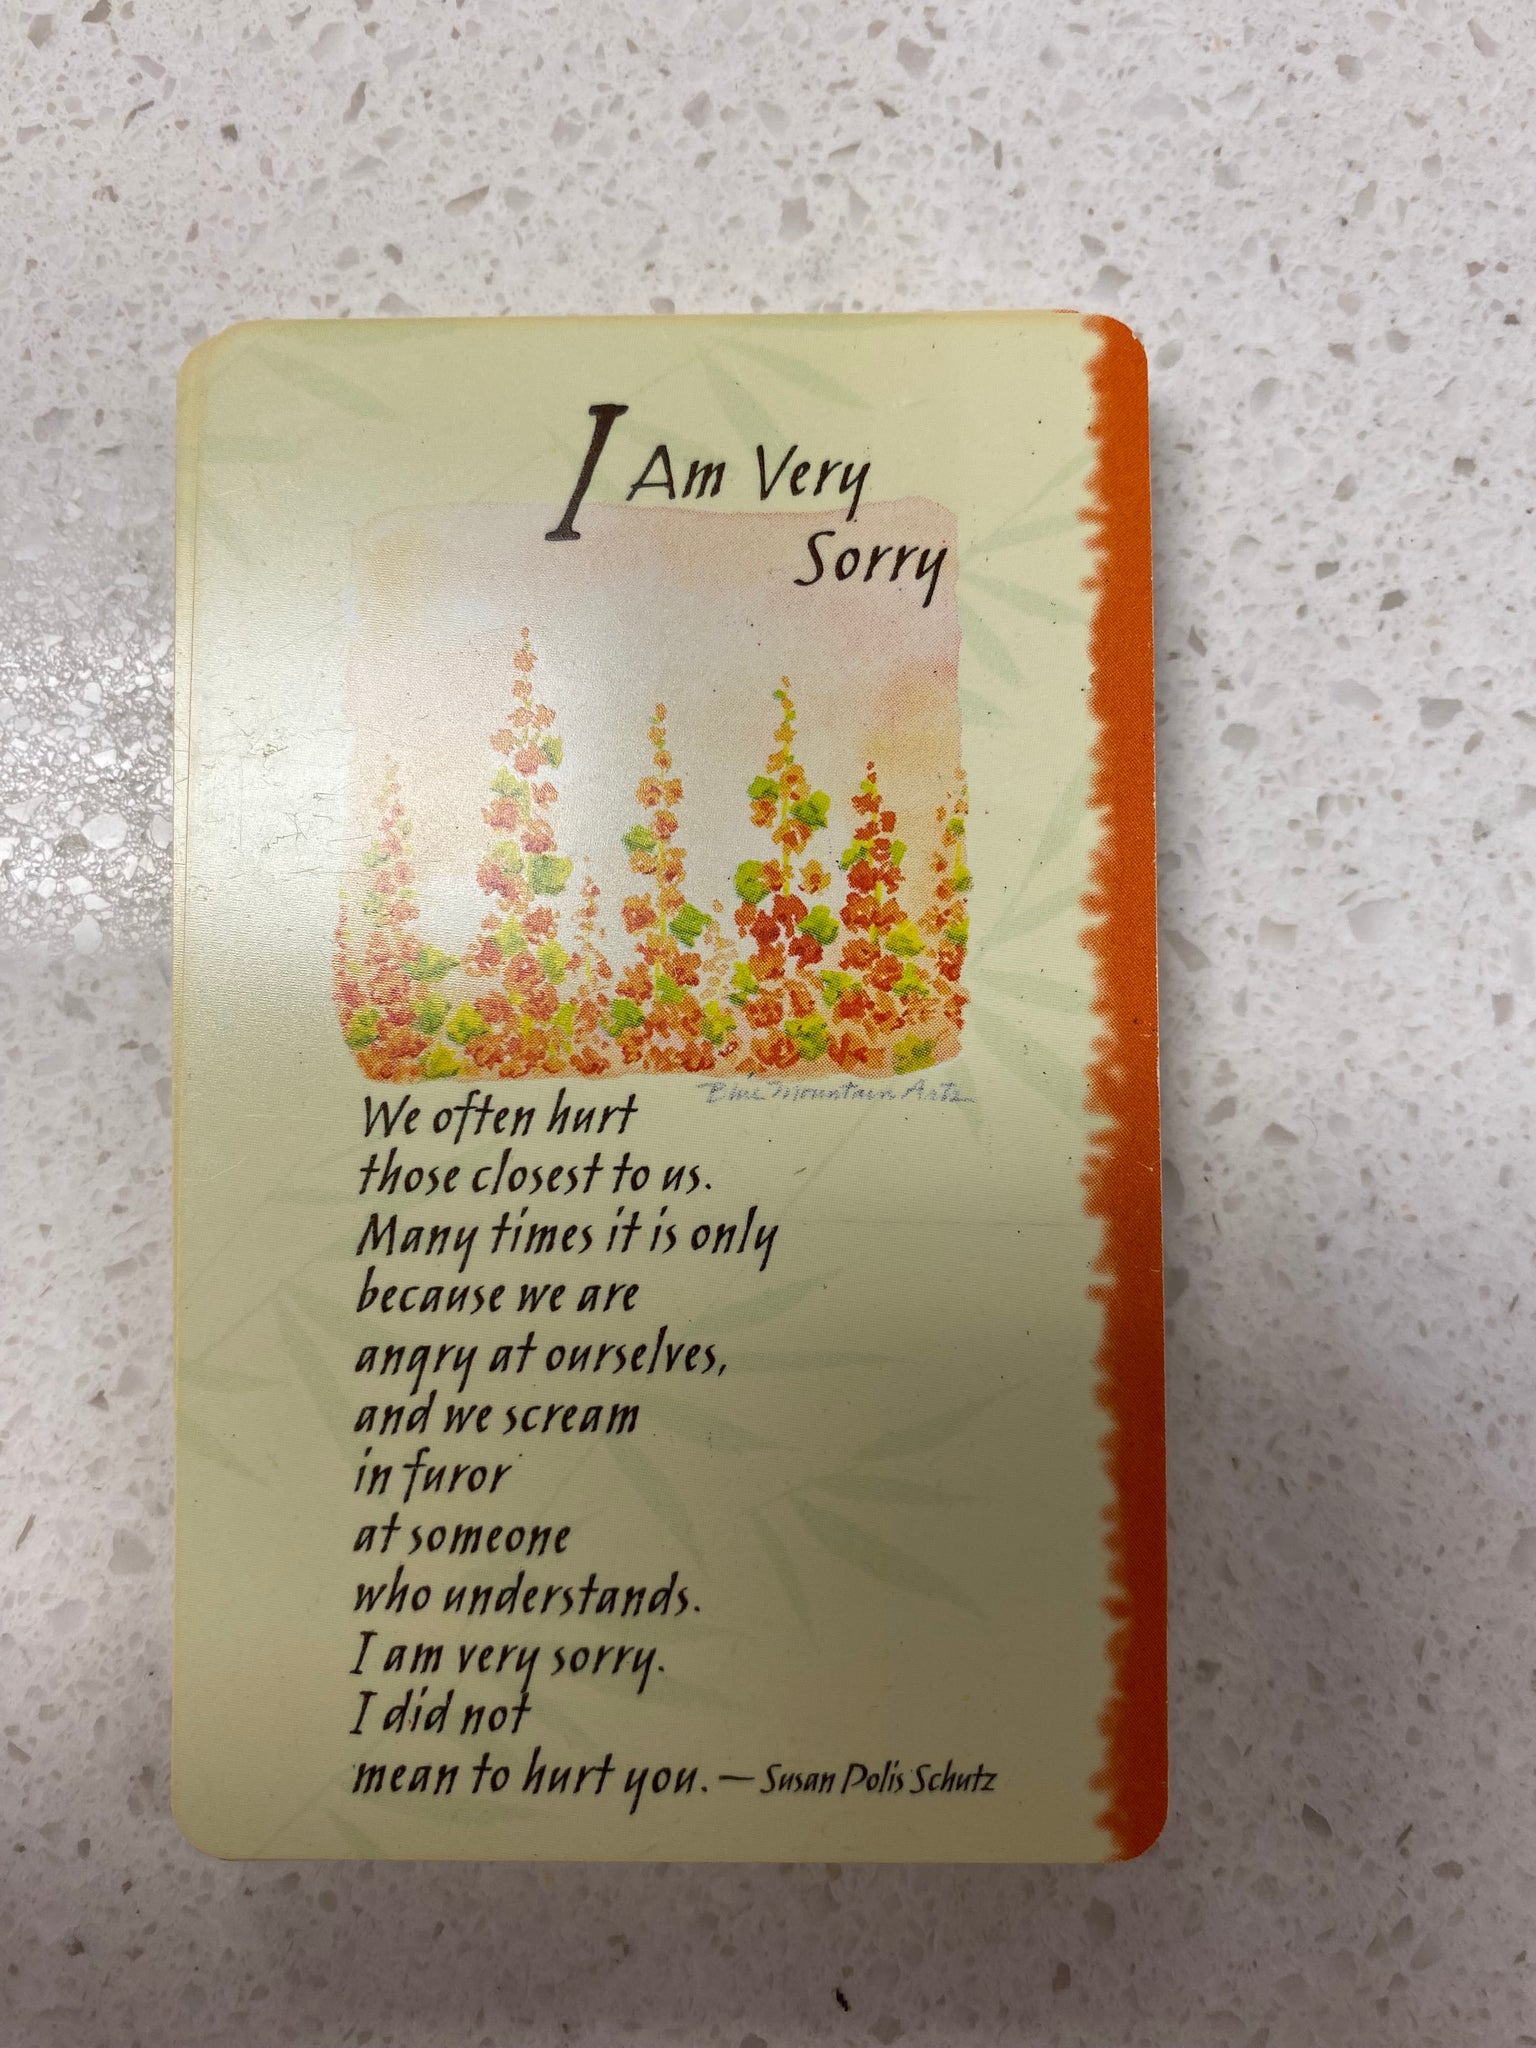 I Am Very
Sorry
Blue Mountain Arts
We often hurt
those closest to us.
Many times it is only
because we are
angry at ourselves,
and we scream
in furor
at someone
who understands.
I am very sorry.
I did not
mean to hurt you. — Susan Polis Schutz